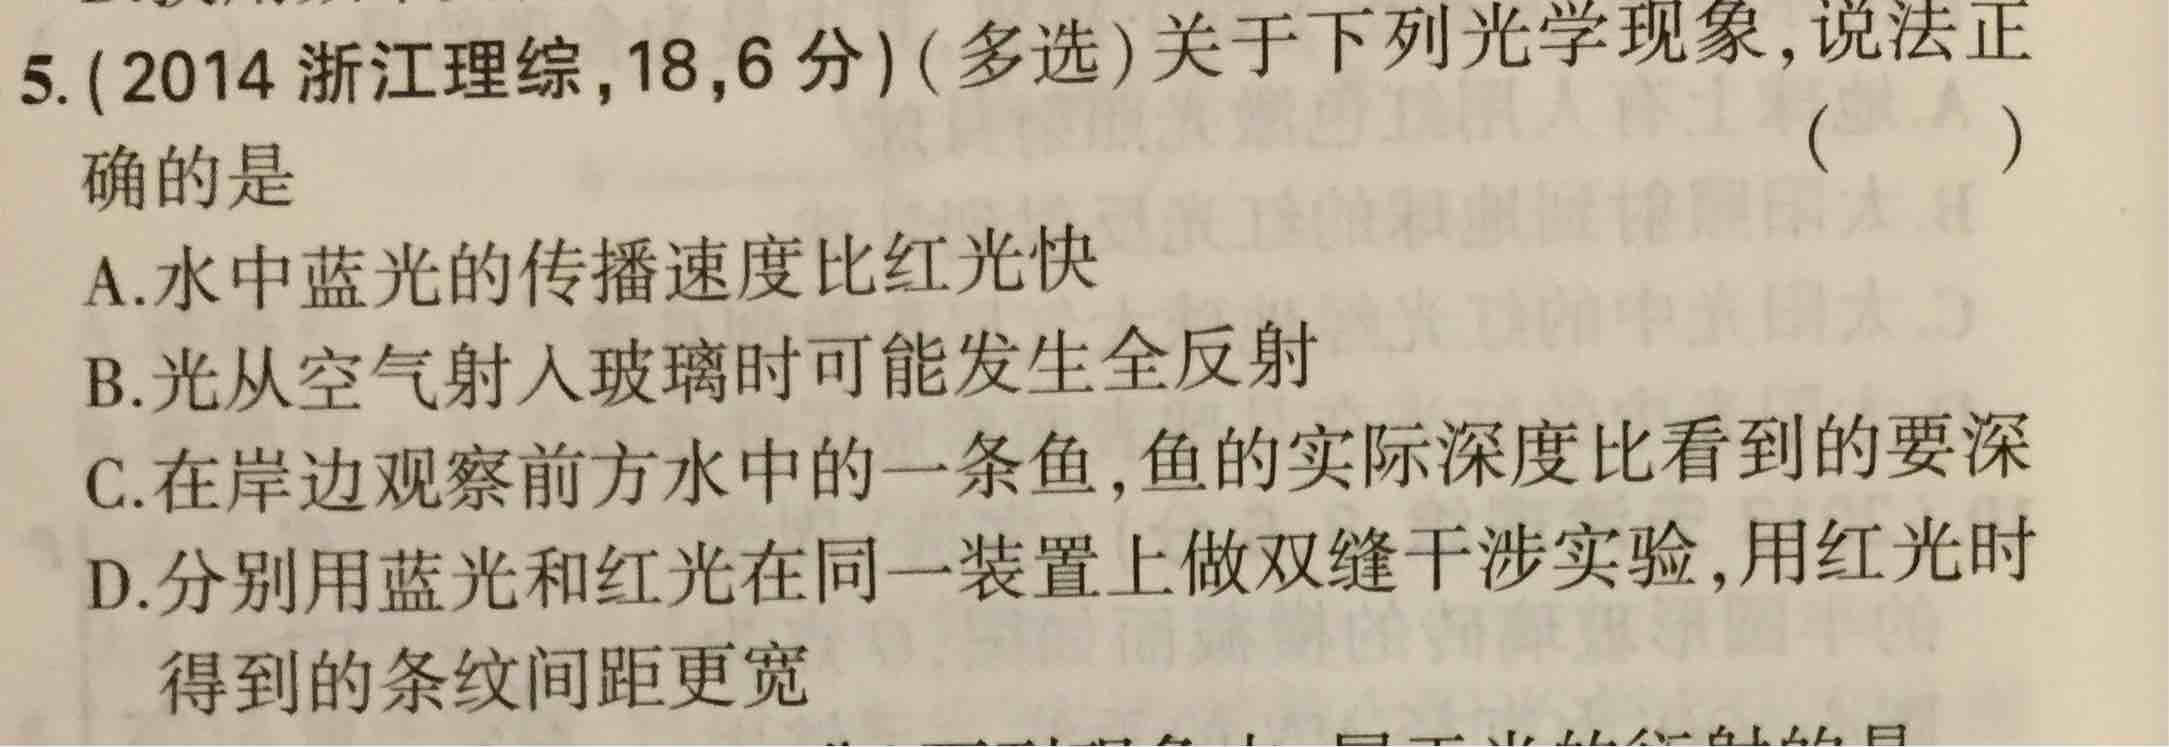 5.(2014 浙江理综,18,6 分)(多选)关于下列光学现象,说法正
确的是 (　　)
A.水中蓝光的传播速度比红光快
B.光从空气射入玻璃时可能发生全反射
C.在岸边观察前方水中的一条鱼,鱼的实际深度比看到的要深
D.分别用蓝光和红光在同一装置上做双缝干涉实验,用红光时
得到的条纹间距更宽